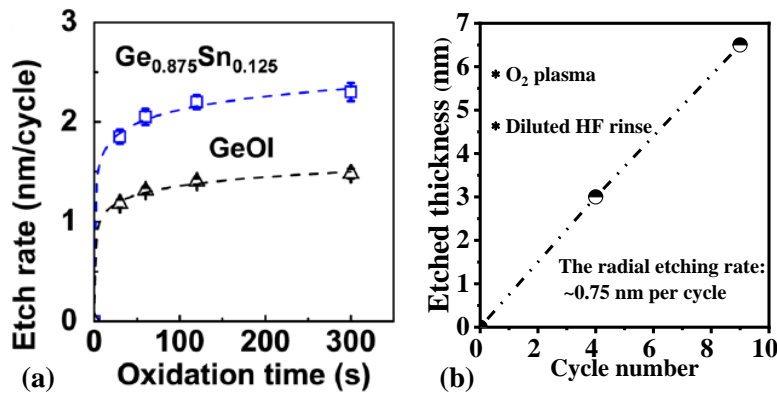 3
2
1
0
Etch rate (nm/cycle)
Ge0.875Sn0.125
GeOI
0
100
200
300
Oxidation time (s)
(a)
7
6
5
4
3
2
1
0
Etched thickness (nm)
* O2 plasma
* Diluted HF rinse
The radial etching rate:
~0.75 nm per cycle
0
2
4
6
8
10
Cycle number
(b)